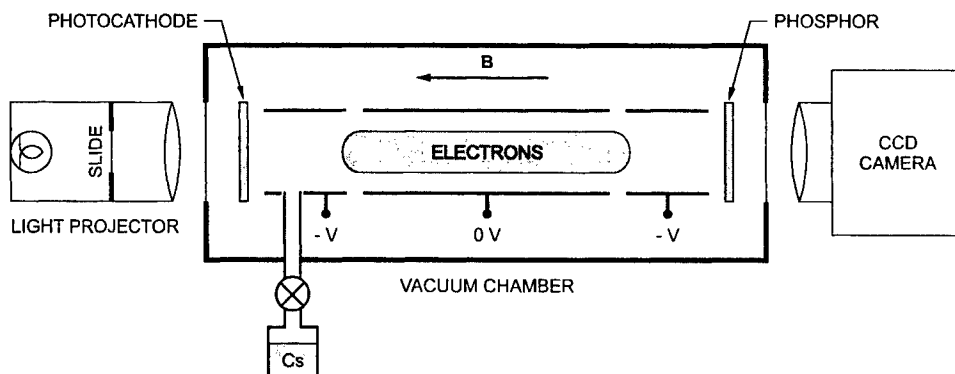 PHOTOCATHODE
PHOSPHOR
B
SLIDE
ELECTRONS
CCD
CAMERA
LIGHT PROJECTOR
- V
0 V
- V
VACUUM CHAMBER
Cs